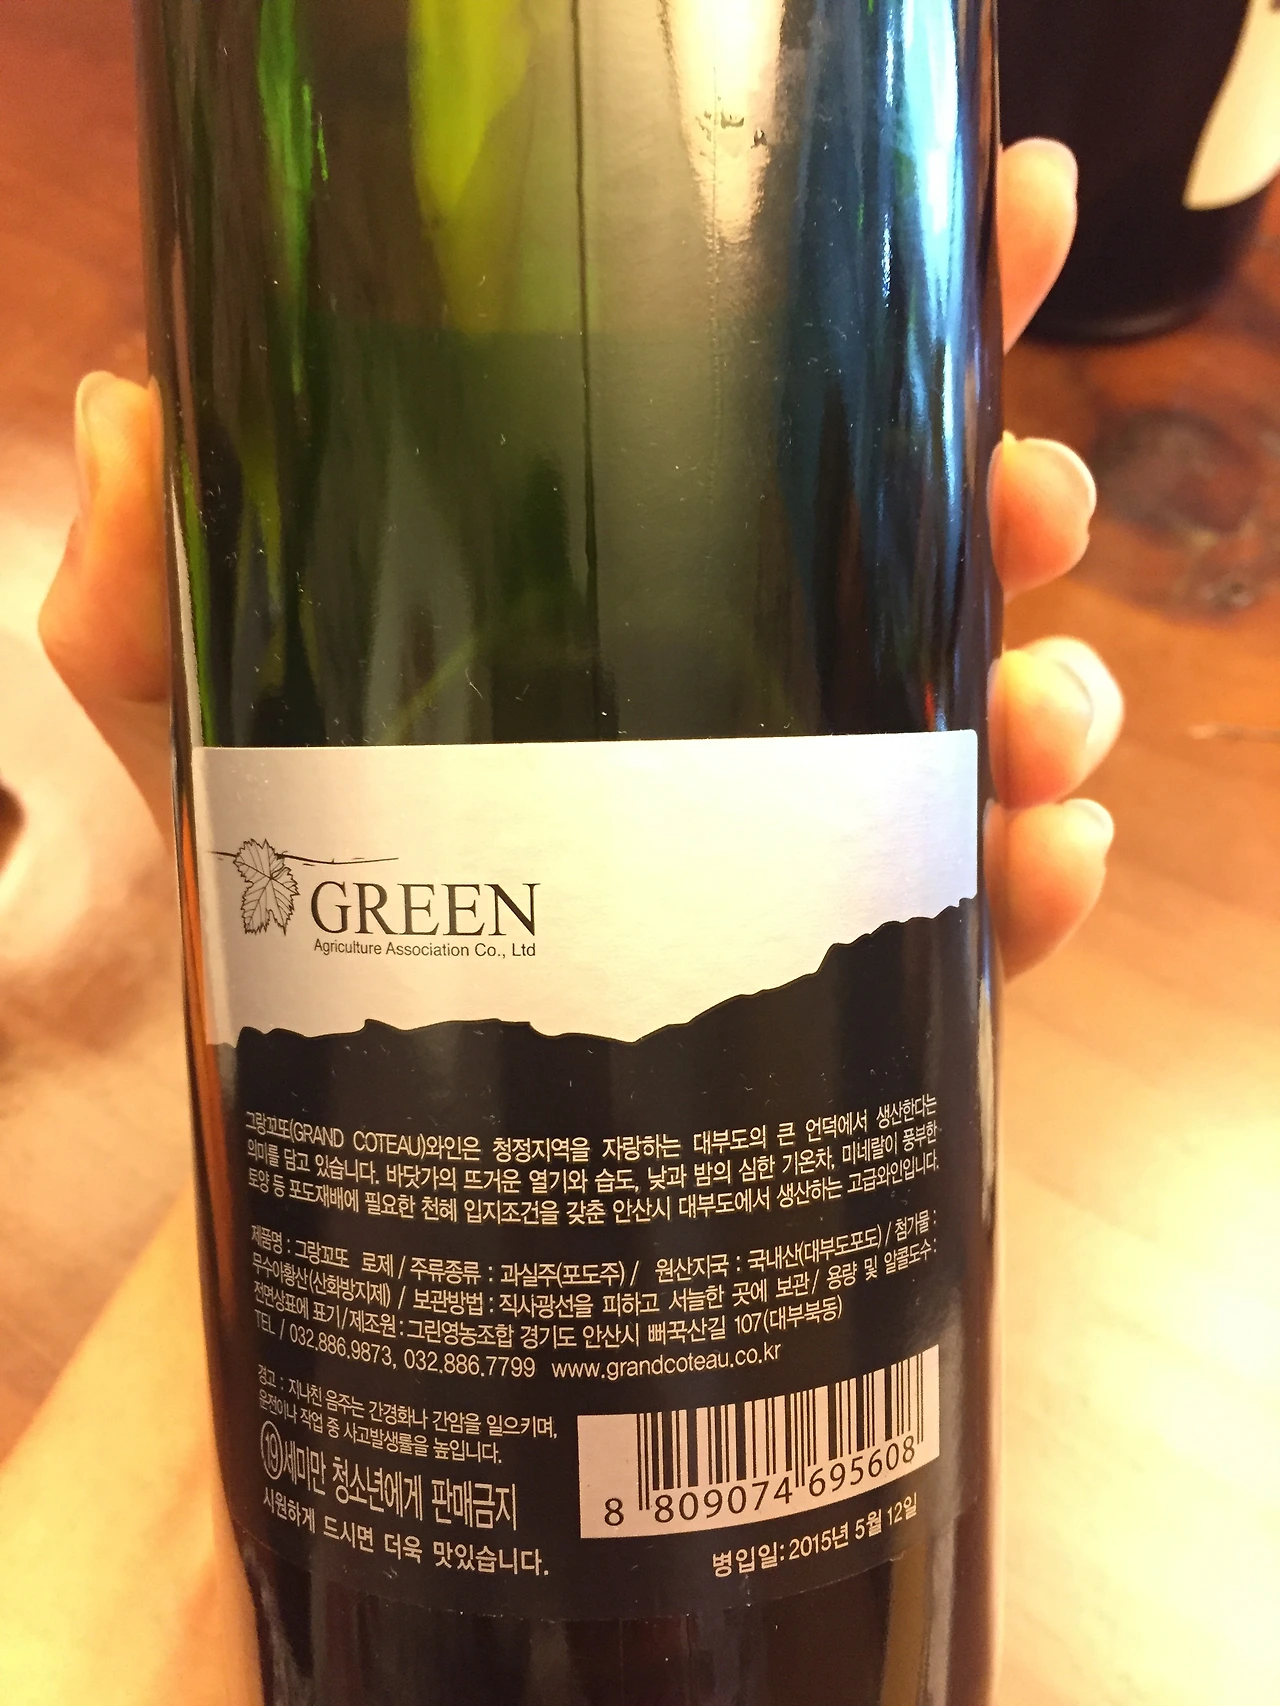 GREEN
Agriculture Association Co., Ltd
그랑꼬또(GRAND COTEAU)와인은 청정지역을 자랑하는 대부도의 큰 언덕에서 생산한다는
의미를 담고 있습니다. 바닷가의 뜨거운 열기와 습도, 낮과 밤의 심한 기온차, 미네랄이 풍부한
토양 등 포도재배에 필요한 천혜 입지조건을 갖춘 안산시 대부도에서 생산하는 고급와인입니다.
제품명 : 그랑꼬또 로제 / 주류종류 : 과실주(포도주) / 원산지국 : 국내산(대부도포도) / 첨가물 :
무수아황산(산화방지제) / 보관방법 : 직사광선을 피하고 서늘한 곳에 보관 / 용량 및 알콜도수 :
전면상표에 표기/제조원 : 그린영농조합 경기도 안산시 뻐꾹산길 107(대부북동)
TEL / 032.886.9873, 032.886.7799 www.grandcoteau.co.kr
경고 : 지나친 음주는 간경화나 간암을 일으키며,
운전이나 작업 중 사고발생률을 높입니다.
⑲세미만 청소년에게 판매금지
시원하게 드시면 더욱 맛있습니다.
8 809074 695608
병입일: 2015년 5월 12일